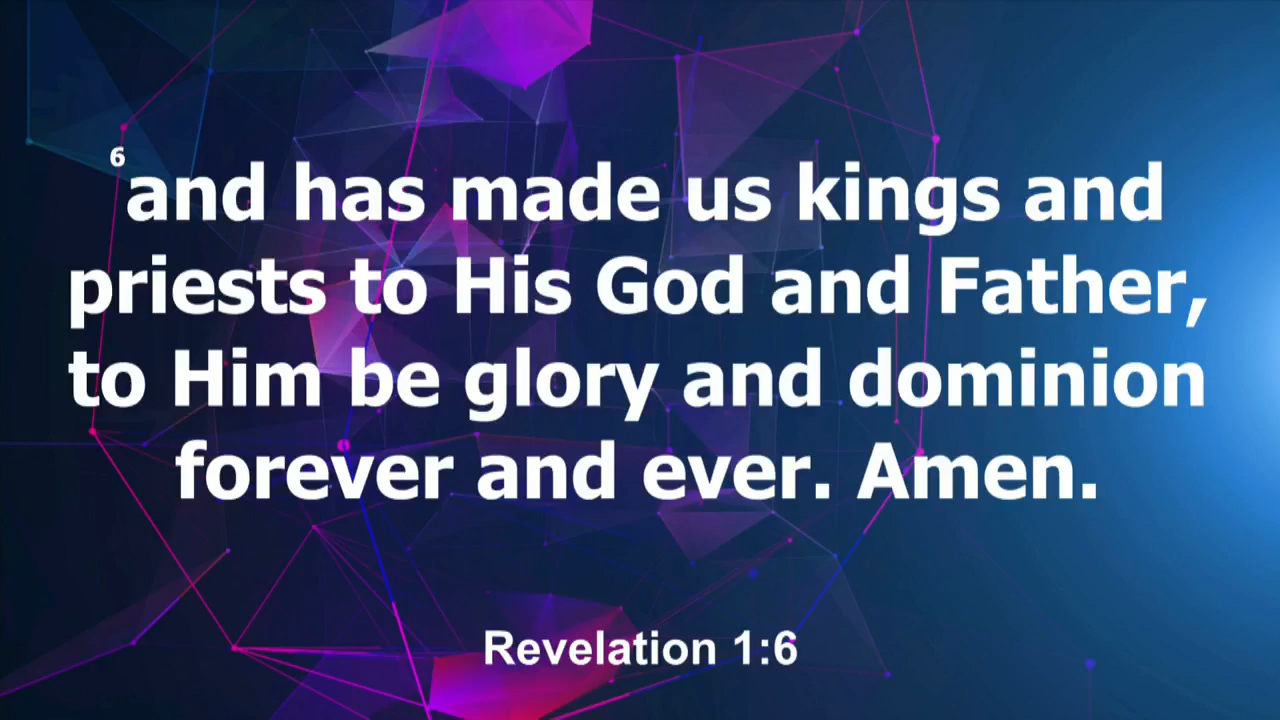 6 and has made us kings and
priests to His God and Father,
to Him be glory and dominion
forever and ever. Amen.
Revelation 1:6